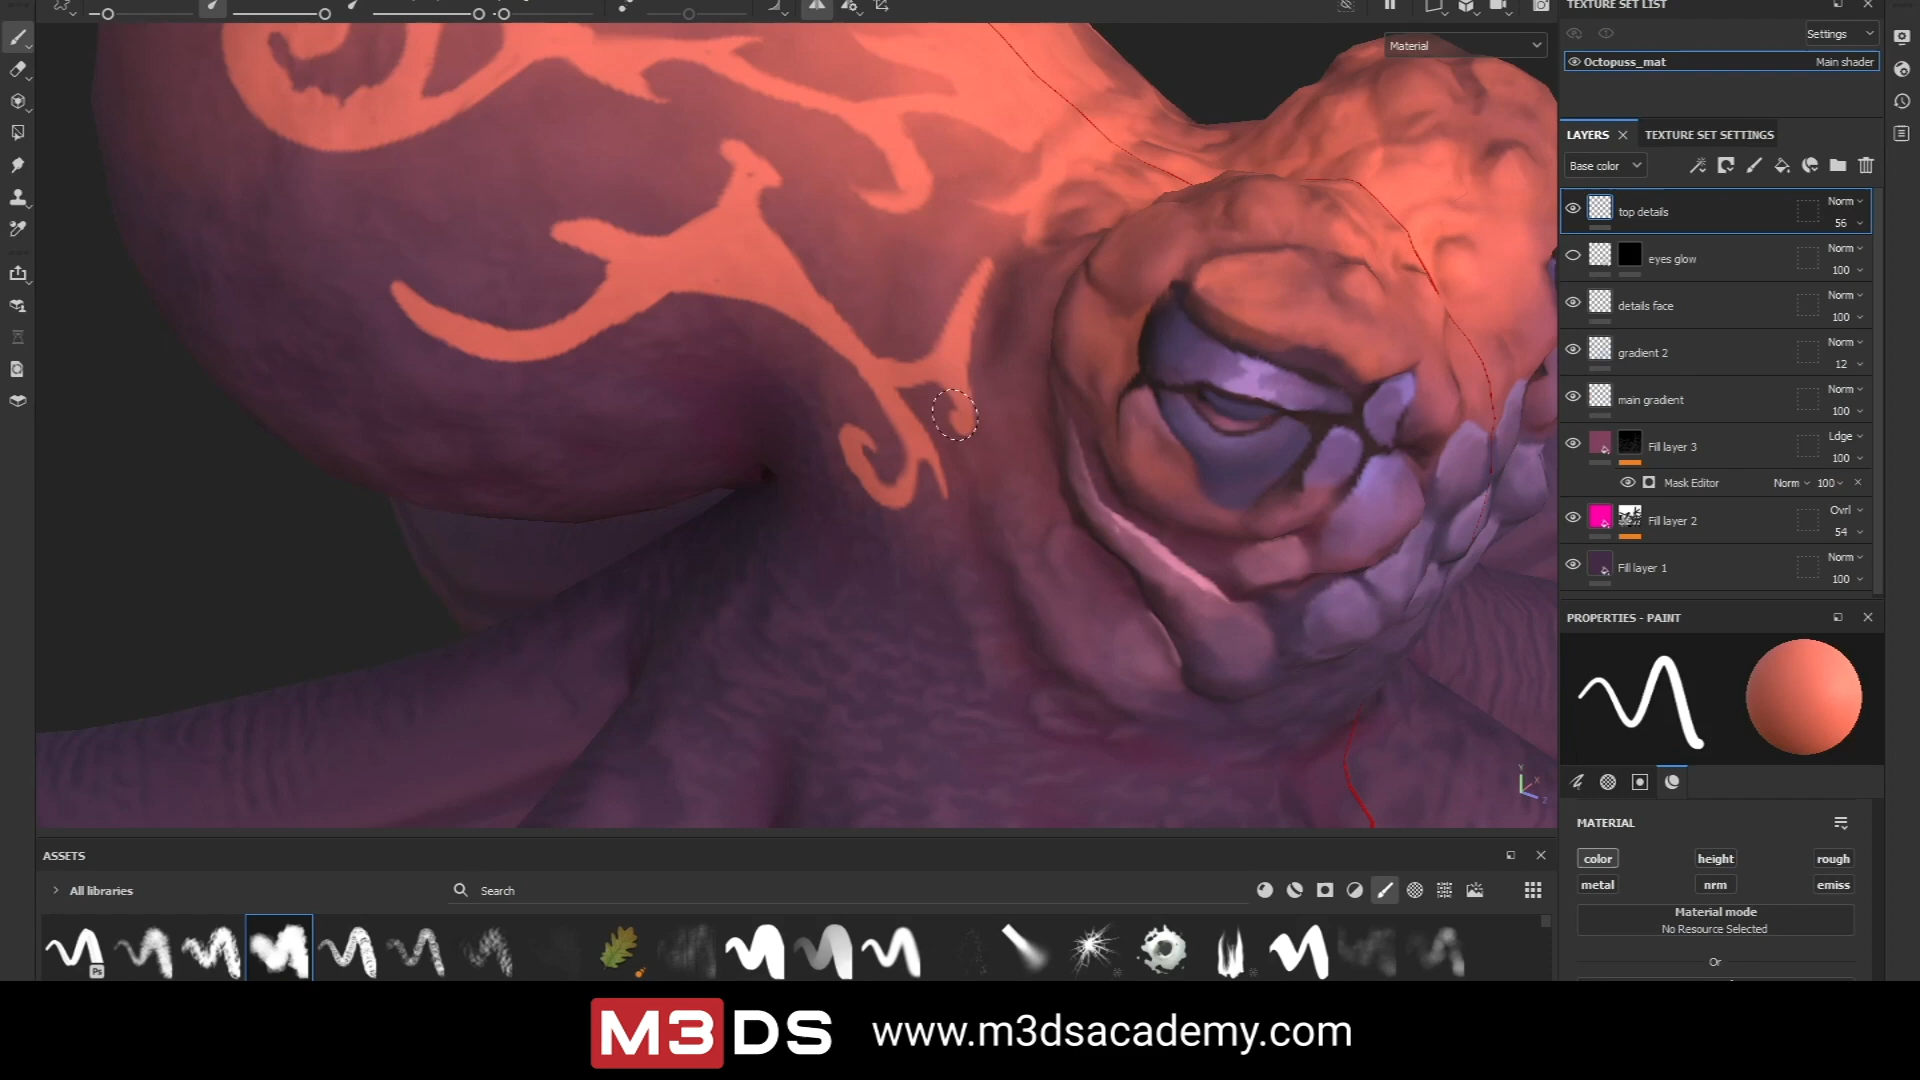 TEXTURE SET LIST
Material
Settings
Octopuss_mat Main shader
LAYERS TEXTURE SET SETTINGS
Base color
top details Norm 56
eyes glow Norm 100
details face Norm 100
gradient 2 Norm 12
main gradient Norm 100
Fill layer 3 Ldge 100
Mask Editor Norm 100
Fill layer 2 Ovrl 54
Fill layer 1 Norm 100
PROPERTIES - PAINT
Y X Z
MATERIAL
color height rough
metal nrm emiss
Material mode
No Resource Selected
Or
ASSETS
All libraries Search
Ps
M3DS www.m3dsacademy.com